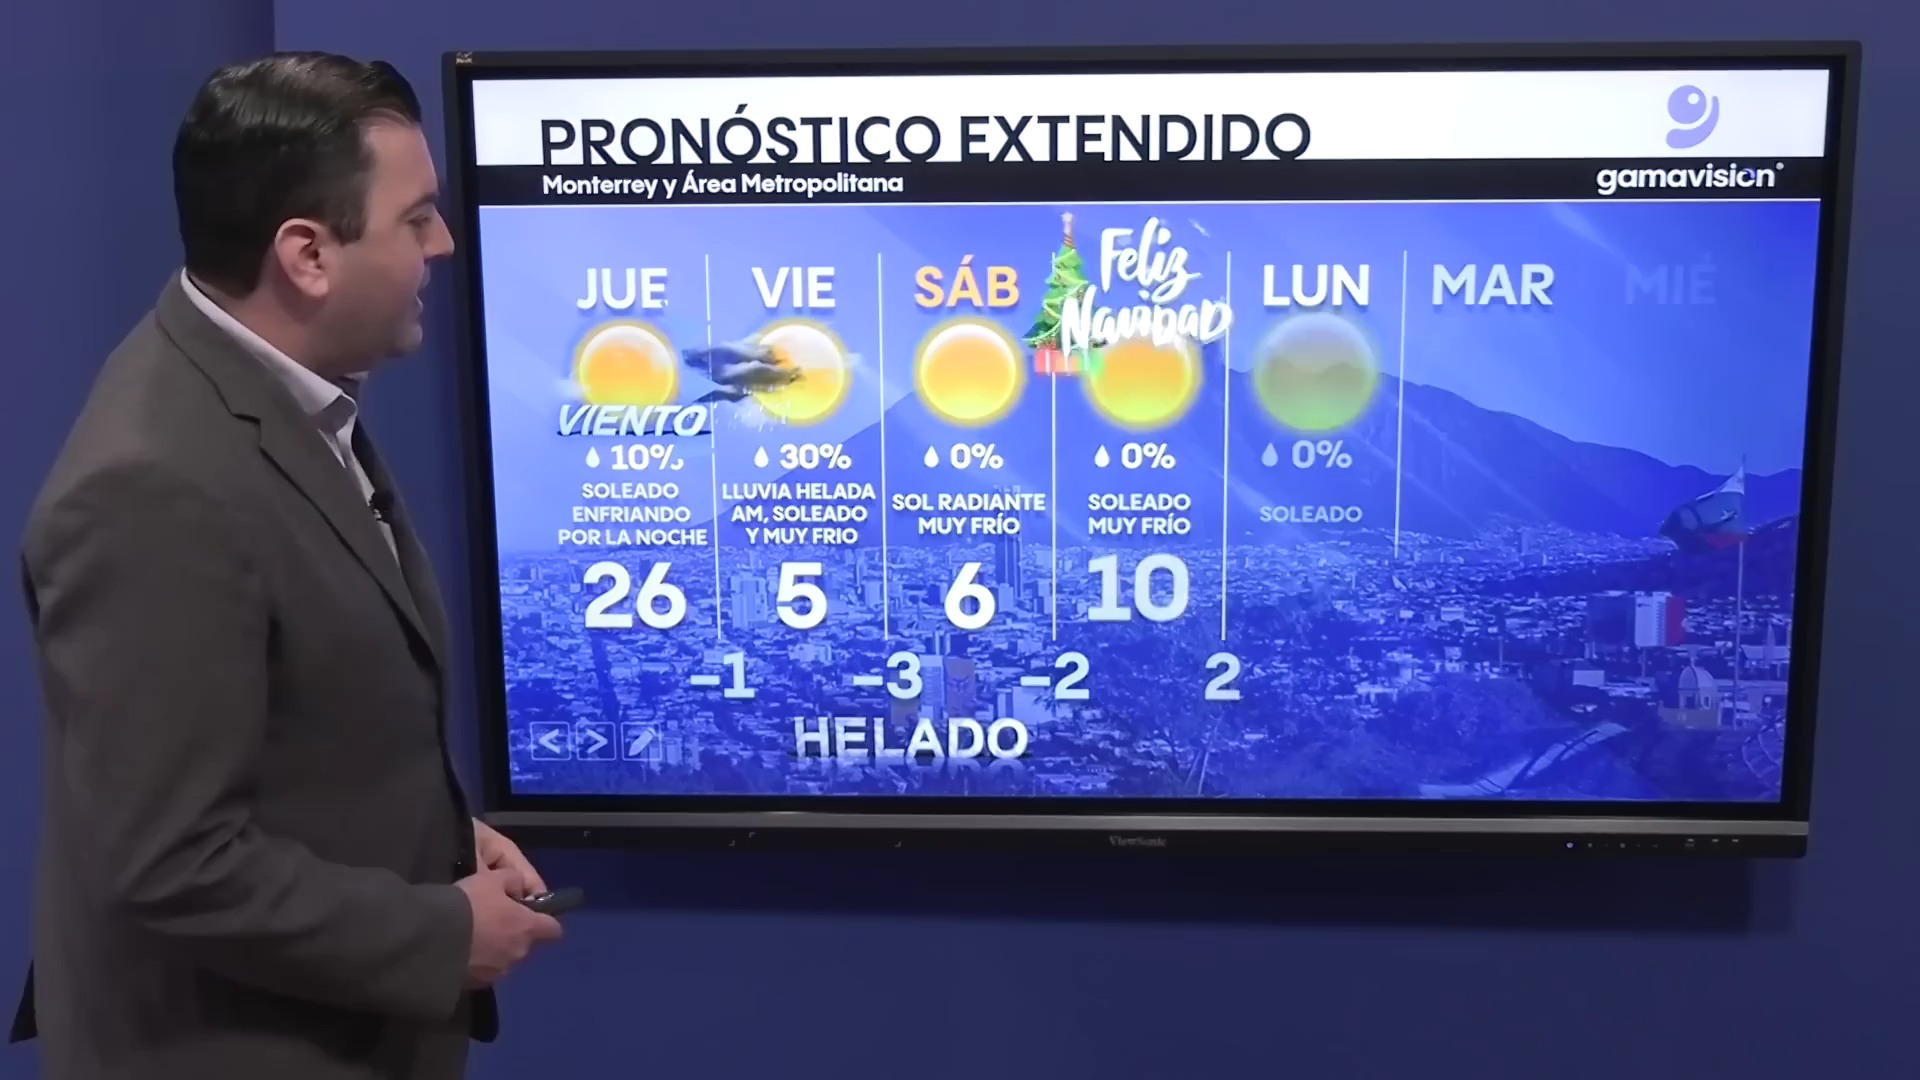 PRONÓSTICO EXTENDIDO
Monterrey y Área Metropolitana
gamavision
JUE
VIENTO
10%
SOLEADO
ENFRIANDO
POR LA NOCHE
26
VIE
30%
LLUVIA HELADA
AM, SOLEADO
Y MUY FRIO
5
SÁB
0%
SOL RADIANTE
MUY FRÍO
6
Feliz
Navidad
0%
SOLEADO
MUY FRÍO
10
LUN
0%
SOLEADO
MAR
MIÉ
-1
-3
-2
2
HELADO
ViewSonic